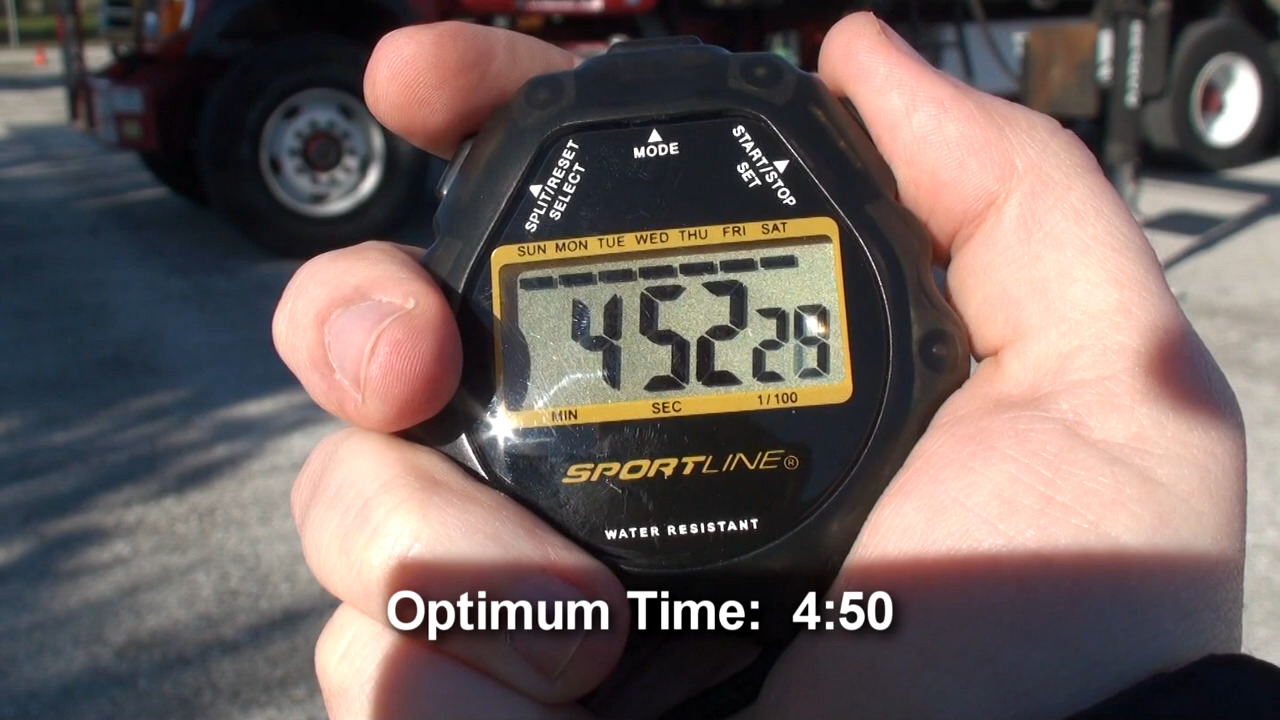 MODE
SPLIT/RESET
SELECT
START/STOP
SET
SUN MON TUE WED THU FRI SAT
4 52 28
MIN SEC 1/100
SPORTLINE®
WATER RESISTANT
Optimum Time: 4:50